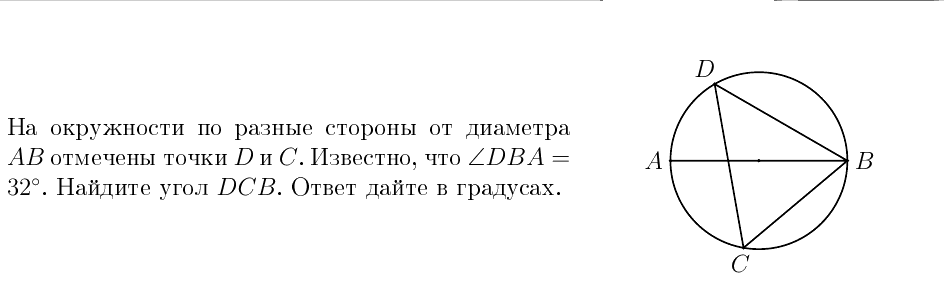 D
На окружности по разные стороны от диаметра
AB отмечены точки D и C. Известно, что ∠DBA =
32°. Найдите угол DCB. Ответ дайте в градусах.
A
B
C